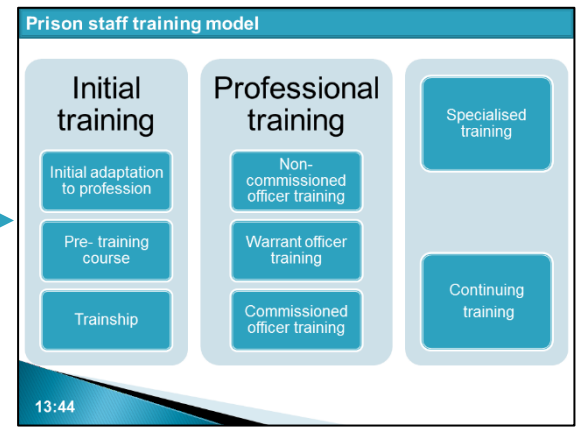 Prison staff training model
Initial
training
Initial adaptation
to profession
Pre- training
course
Trainship
Professional
training
Non-
commissioned
officer training
Warrant officer
training
Commissioned
officer training
Specialised
training
Continuing
training
13:44